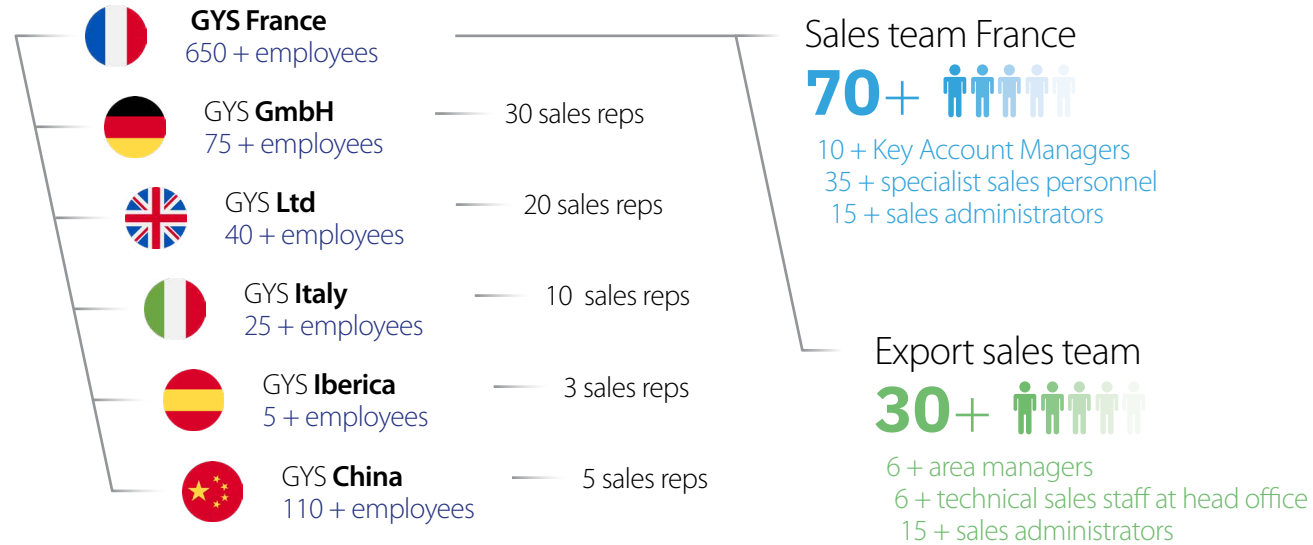 GYS France
650 + employees
GYS GmbH
75 + employees
30 sales reps
GYS Ltd
40 + employees
20 sales reps
GYS Italy
25 + employees
10 sales reps
GYS Iberica
5 + employees
3 sales reps
GYS China
110 + employees
5 sales reps
Sales team France
70+
10 + Key Account Managers
35 + specialist sales personnel
15 + sales administrators
Export sales team
30+
6 + area managers
6 + technical sales staff at head office
15 + sales administrators